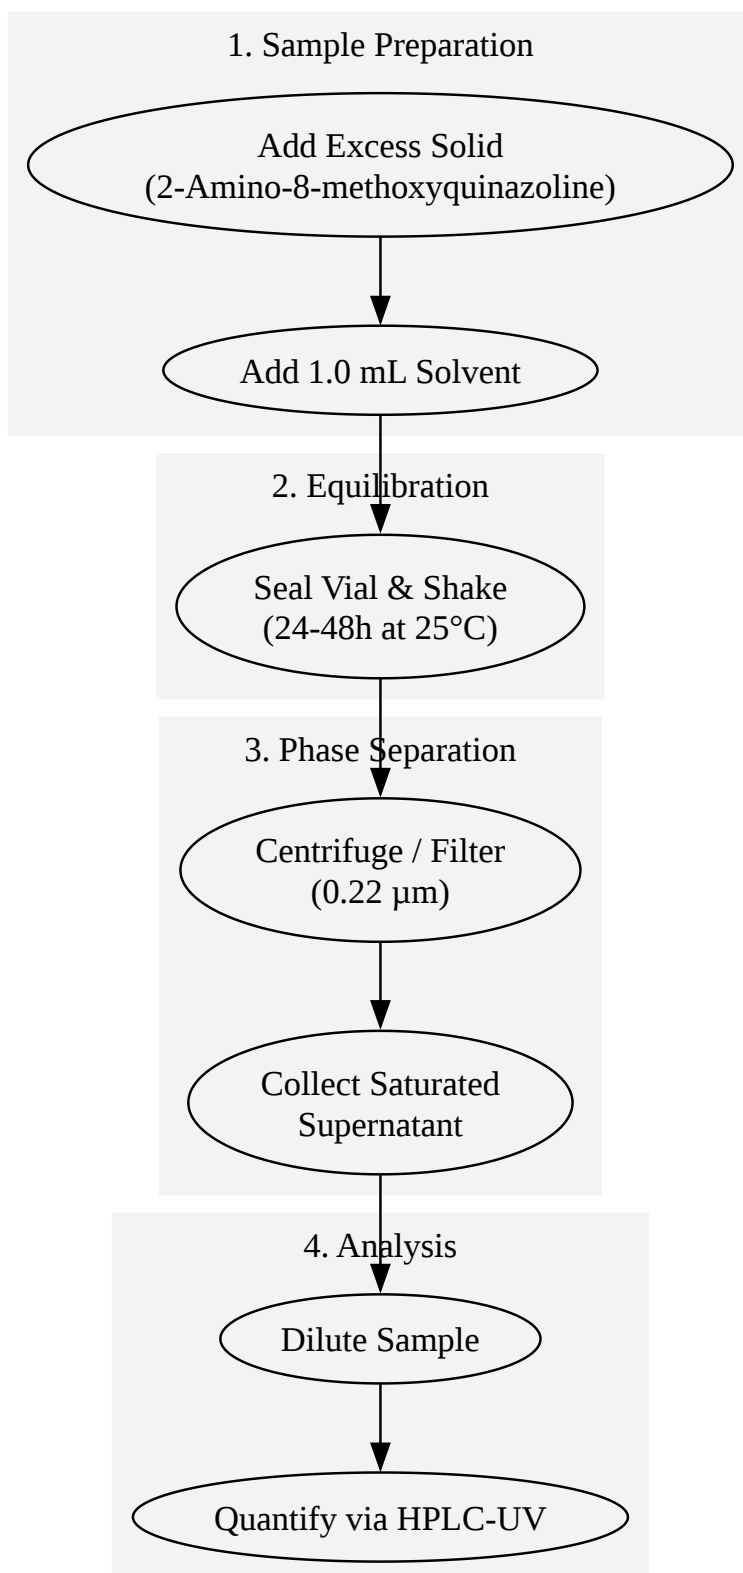 1. Sample Preparation
Add Excess Solid
(2-Amino-8-methoxyquinazoline)
Add 1.0 mL Solvent
2. Equilibration
Seal Vial & Shake
(24-48h at 25°C)
3. Phase Separation
Centrifuge / Filter
(0.22 µm)
Collect Saturated
Supernatant
4. Analysis
Dilute Sample
Quantify via HPLC-UV